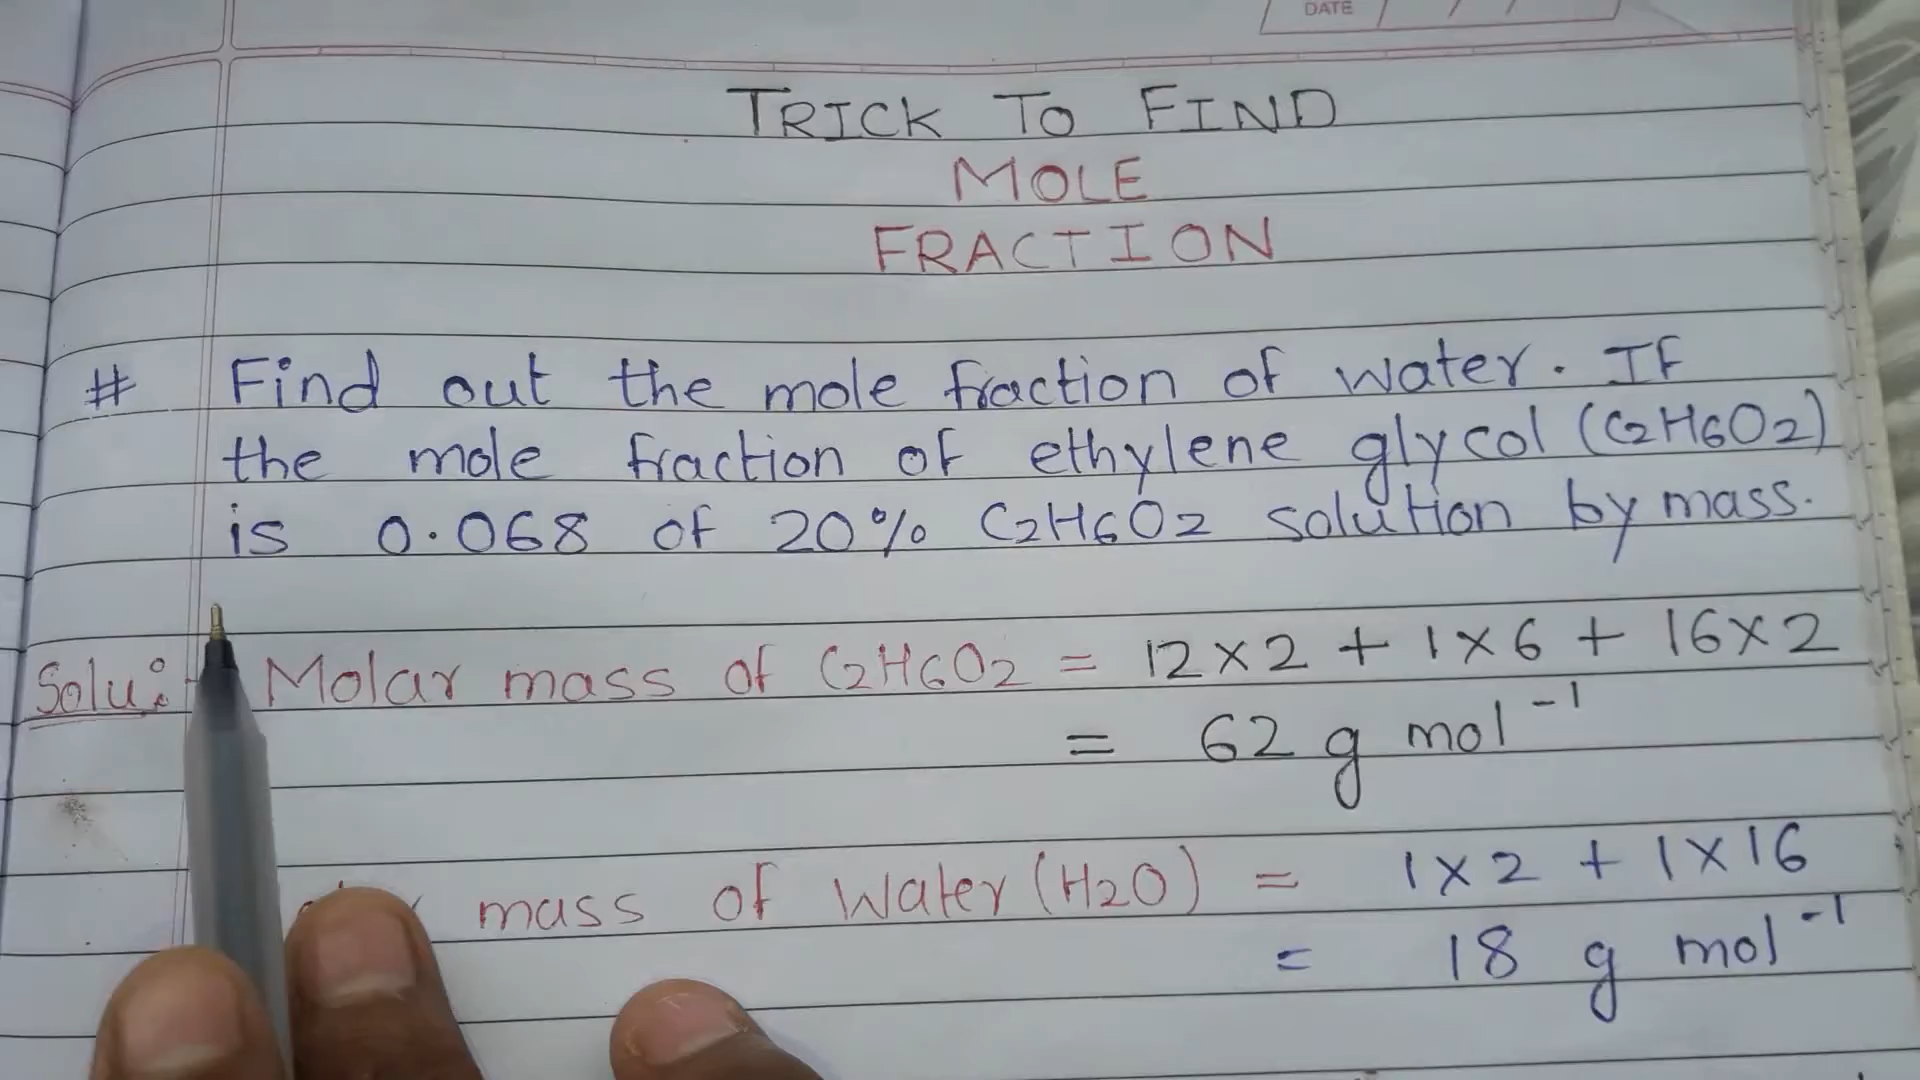 DATE
TRICK TO FIND
MOLE
FRACTION
# Find out the mole fraction of water. If
the mole fraction of ethylene glycol (C2H6O2)
is 0.068 of 20% C2H6O2 solution by mass.
Solu:- Molar mass of C2H6O2 = 12×2 + 1×6 + 16×2
= 62 g mol⁻¹
mass of Water (H2O) = 1×2 + 1×16
= 18 g mol⁻¹